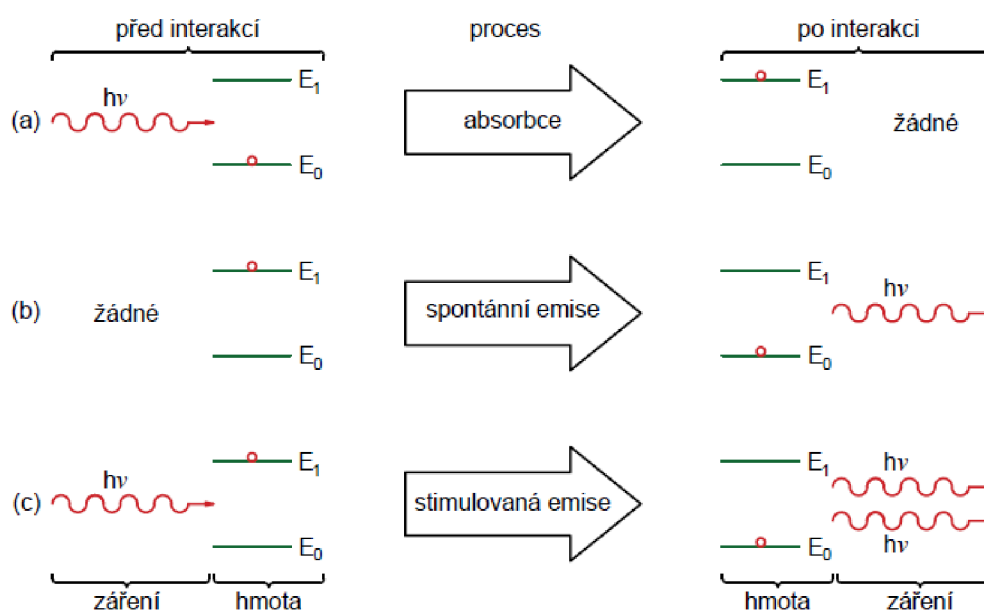 před interakcí proces po interakci
(a) hν E₁ E₀ absorbce E₁ E₀ žádné
(b) žádné E₁ E₀ spontánní emise E₁ E₀ hν
(c) hν E₁ E₀ stimulovaná emise E₁ E₀ hν hν
záření hmota hmota záření